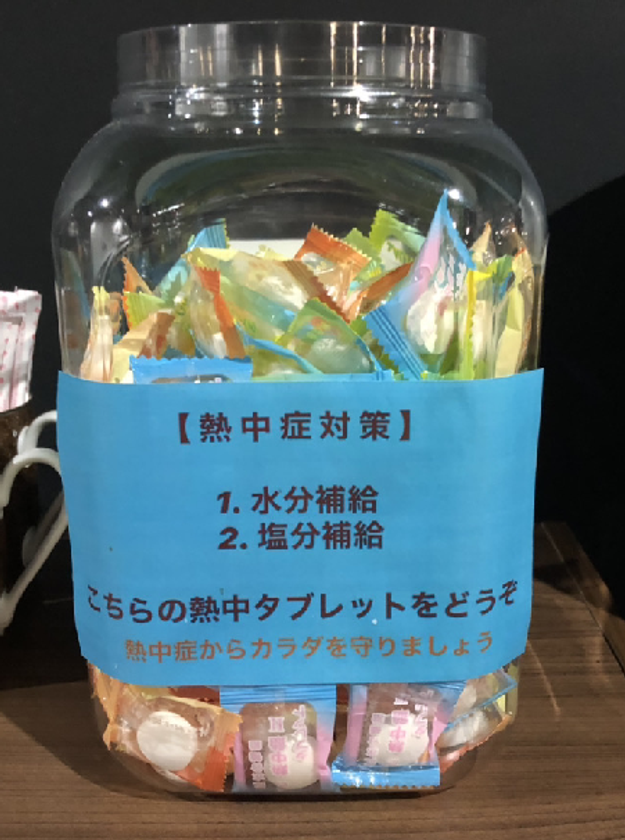 【熱中症対策】
1. 水分補給
2. 塩分補給
こちらの熱中タブレットをどうぞ
熱中症からカラダを守りましょう